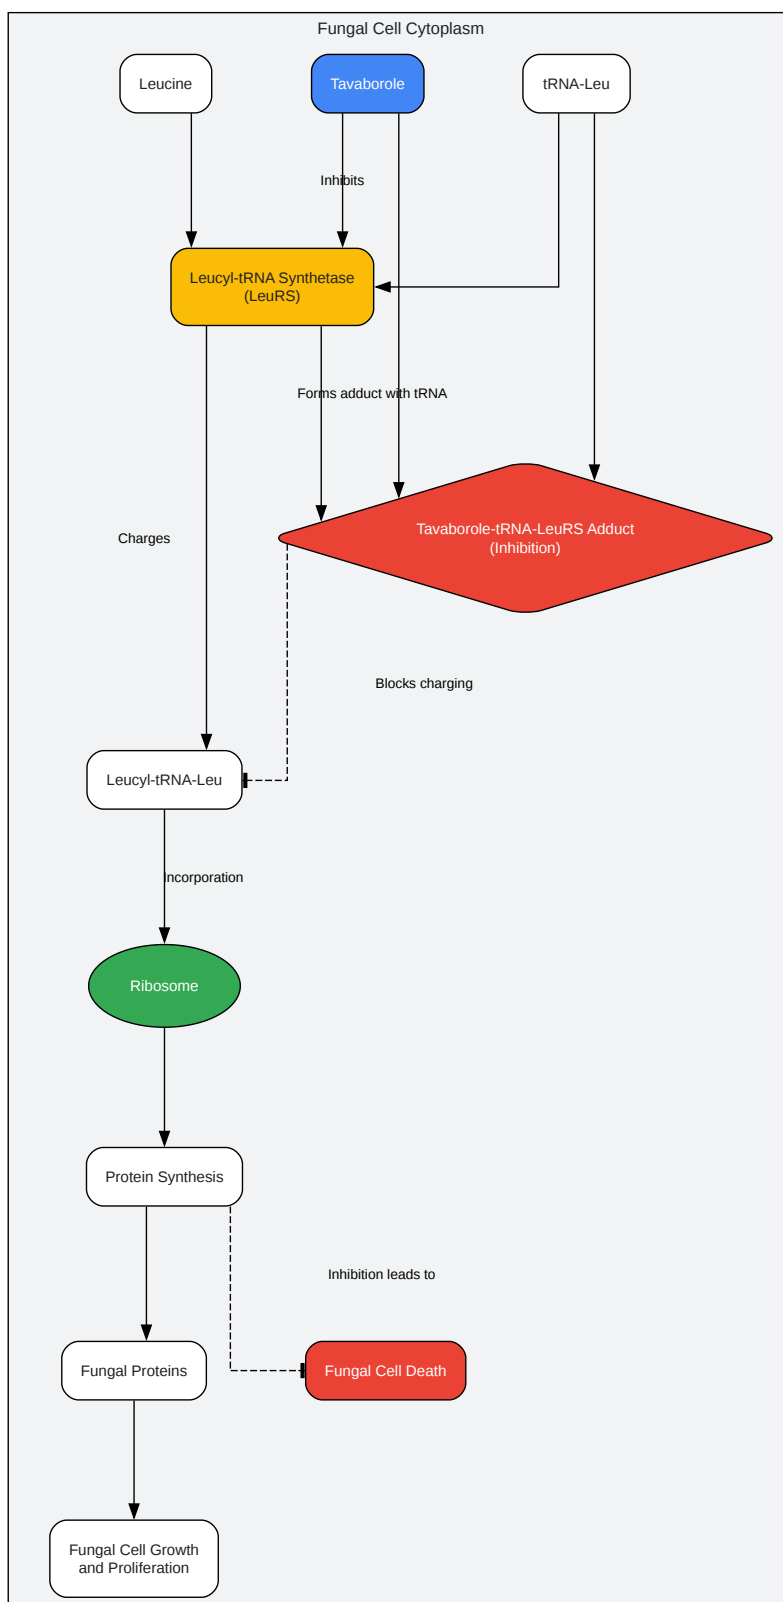 Fungal Cell Cytoplasm
Leucine
Tavaborole
tRNA-Leu
Inhibits
Leucyl-tRNA Synthetase
(LeuRS)
Forms adduct with tRNA
Tavaborole-tRNA-LeuRS Adduct
(Inhibition)
Charges
Blocks charging
Leucyl-tRNA-Leu
Incorporation
Ribosome
Protein Synthesis
Inhibition leads to
Fungal Proteins
Fungal Cell Death
Fungal Cell Growth
and Proliferation